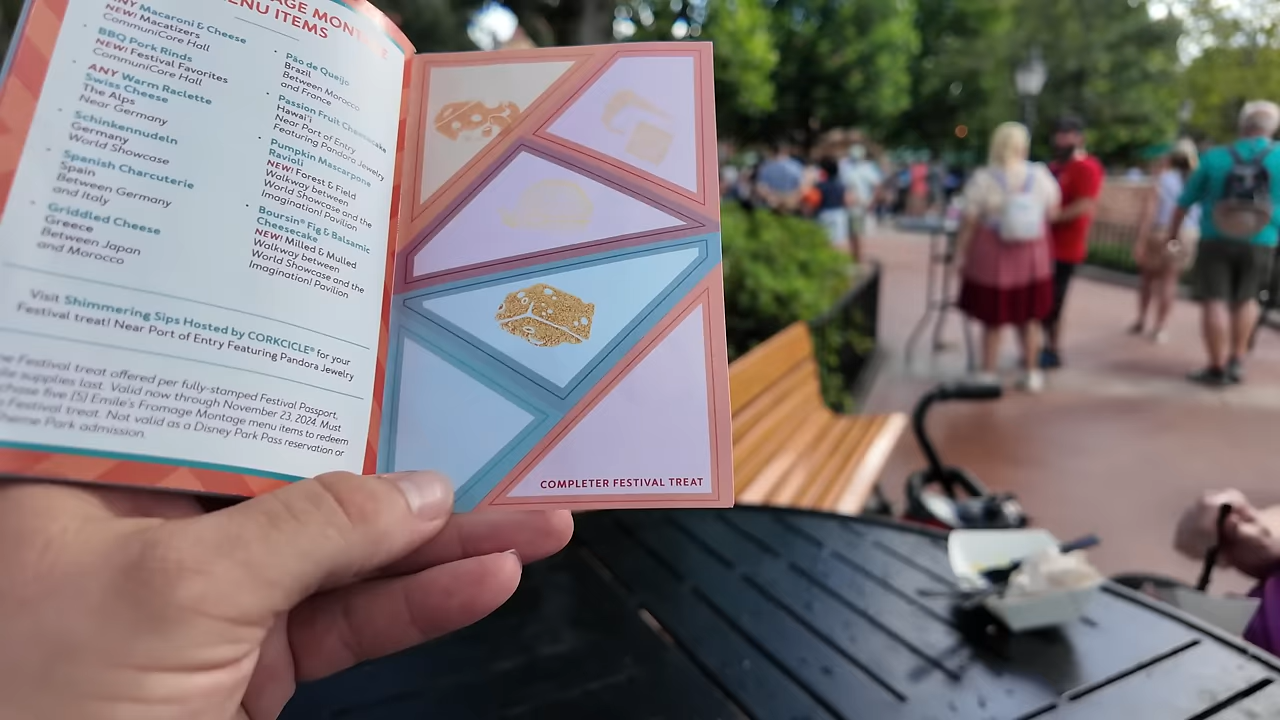 MENU ITEMS
ANY Macaroni & Cheese
NEW! Macatizers
CommuniCore Hall
BBQ Pork Rinds
NEW! Festival Favorites
CommuniCore Hall
ANY Warm Raclette
Swiss Cheese
The Alps
Near Germany
Schinkennudeln
Germany
World Showcase
Spanish Charcuterie
Spain
Between Germany
and Italy
Griddled Cheese
Greece
Between Japan
and Morocco
Pão de Queijo
Brazil
Between Morocco
and France
Passion Fruit Cheesecake
Hawai'i
Near Port of Entry
Featuring Pandora Jewelry
Pumpkin Mascarpone
Ravioli
NEW! Forest & Field
Walkway between
World Showcase and the
Imagination! Pavilion
Boursin® Fig & Balsamic
Cheesecake
NEW! Milled & Mulled
Walkway between
World Showcase and the
Imagination! Pavilion
Visit Shimmering Sips Hosted by CORKCICLE® for your
Festival treat! Near Port of Entry Featuring Pandora Jewelry
Festival treat offered per fully-stamped Festival Passport,
supplies last. Valid now through November 23, 2024. Must
five [5] Emile's Fromage Montage menu items to redeem
Festival treat. Not valid as a Disney Park Pass reservation or
Park admission.
COMPLETER FESTIVAL TREAT